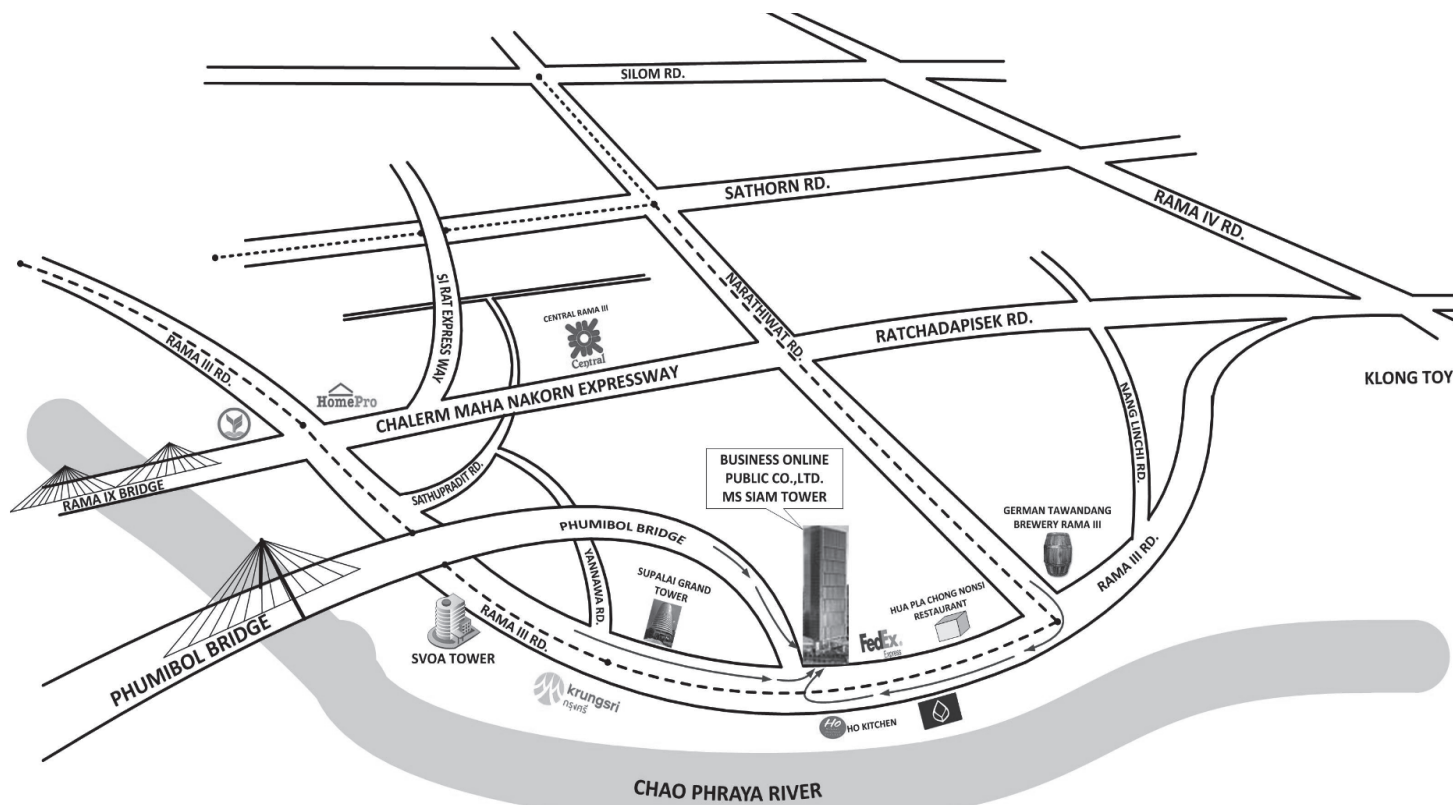 SILOM RD.
SATHORN RD.
RAMA IV RD.
SI RAT EXPRESS WAY
NARATHIWAT RD.
RATCHADAPISEK RD.
CENTRAL RAMA III
Central
RAMA III RD.
HomePro
CHALERM MAHA NAKORN EXPRESSWAY
KLONG TOY
NANG LINCHI RD.
RAMA IX BRIDGE
SATHUPRADIT RD.
BUSINESS ONLINE
PUBLIC CO.,LTD.
MS SIAM TOWER
GERMAN TAWANDANG
BREWERY RAMA III
PHUMIBOL BRIDGE
YANNAWA RD.
SUPALAI GRAND
TOWER
RAMA III RD.
HUA PLA CHONG NONSI
RESTAURANT
FedEx®
Express
PHUMIBOL BRIDGE
SVOA TOWER
RAMA III RD.
krungsri
กรุงศรี
Ho
HO KITCHEN
CHAO PHRAYA RIVER